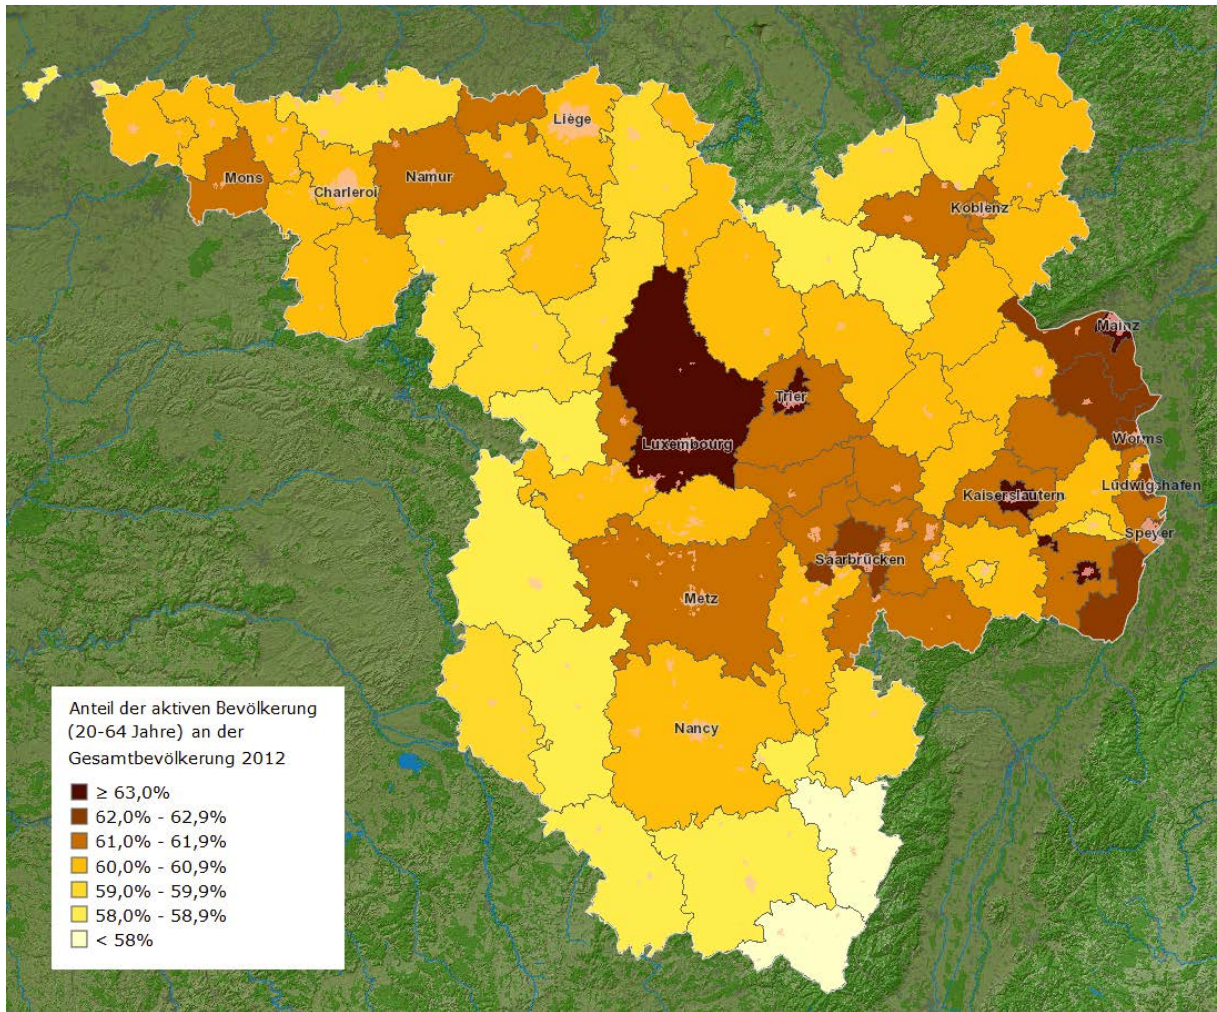 Liège
Mons
Charleroi
Namur
Koblenz
Mainz
Trier
Luxembourg
Worms
Kaiserslautern
Ludwigshafen
Speyer
Saarbrücken
Metz
Nancy
Anteil der aktiven Bevölkerung
(20-64 Jahre) an der
Gesamtbevölkerung 2012
≥ 63,0%
62,0% - 62,9%
61,0% - 61,9%
60,0% - 60,9%
59,0% - 59,9%
58,0% - 58,9%
< 58%